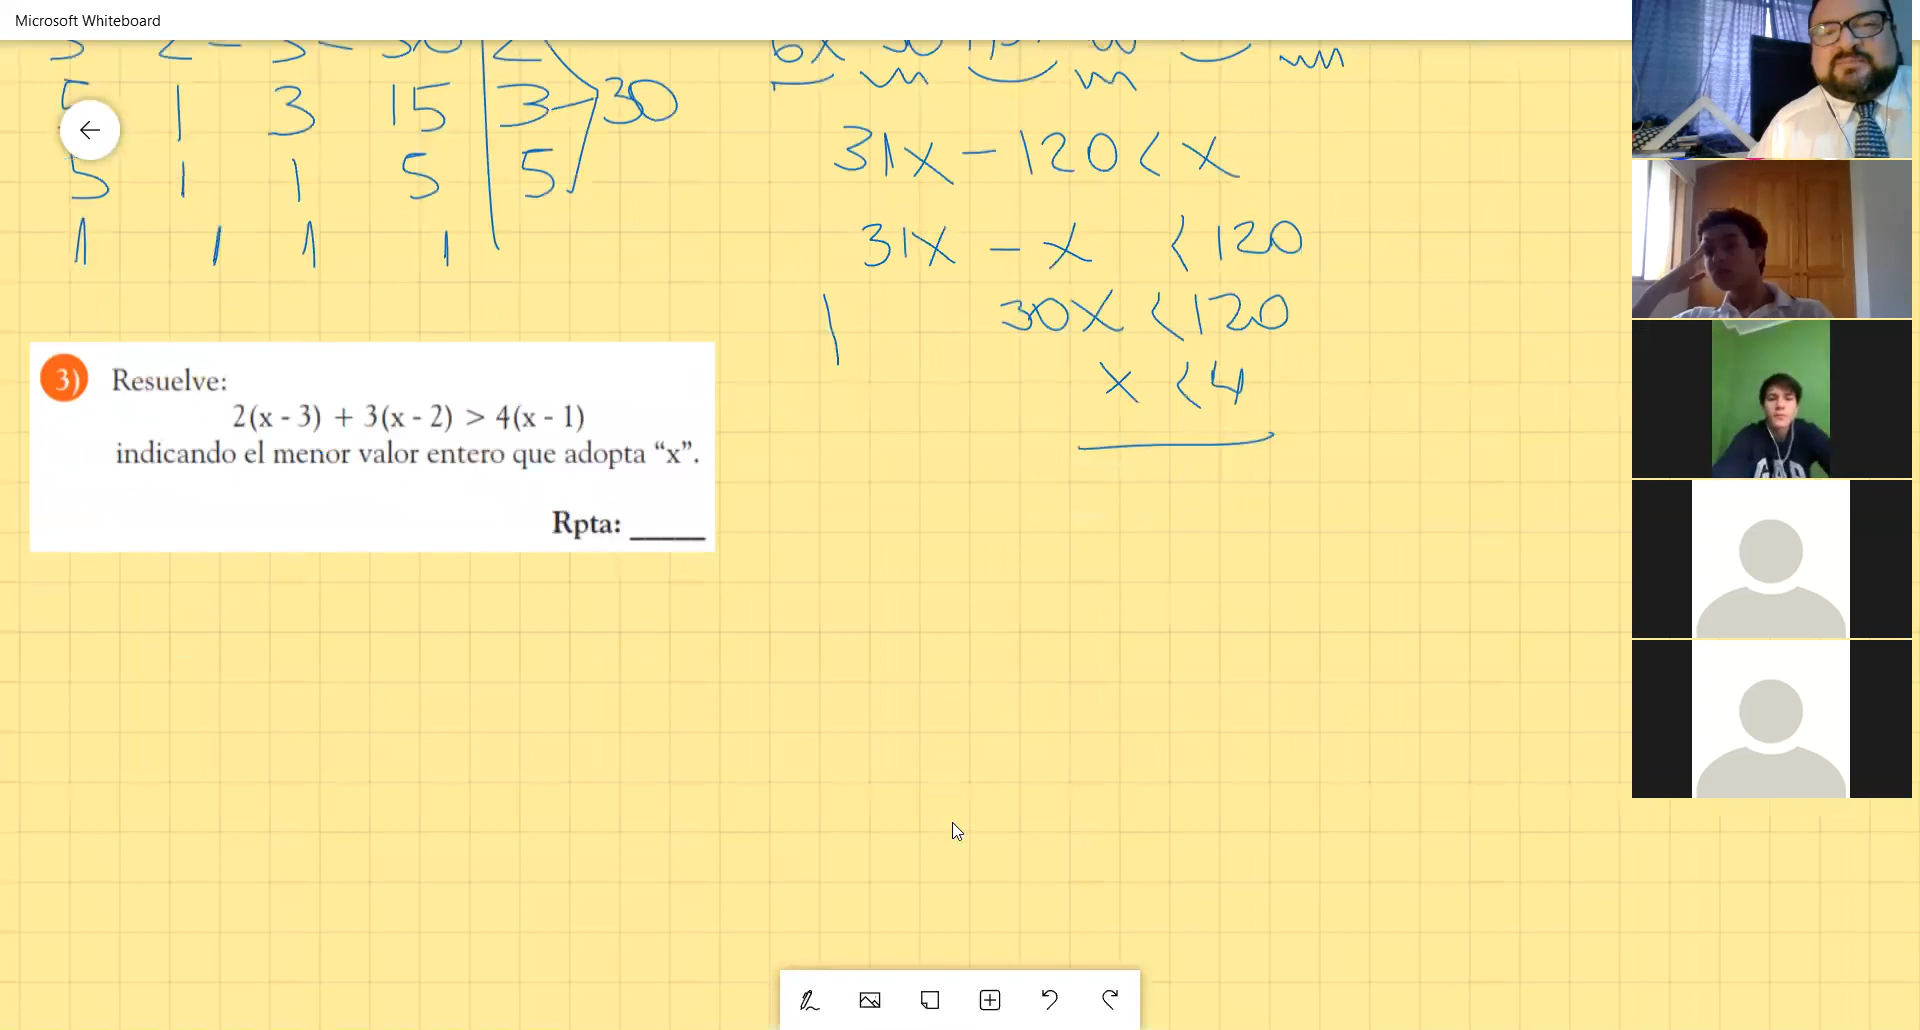 Microsoft Whiteboard
5 1 3 15 3 30
5 1 1 5 5
1 1 1 1
31x - 120 < x
31x - x < 120
30x < 120
x < 4
3) Resuelve:
2(x - 3) + 3(x - 2) > 4(x - 1)
indicando el menor valor entero que adopta “x”.
Rpta: _____
GAP